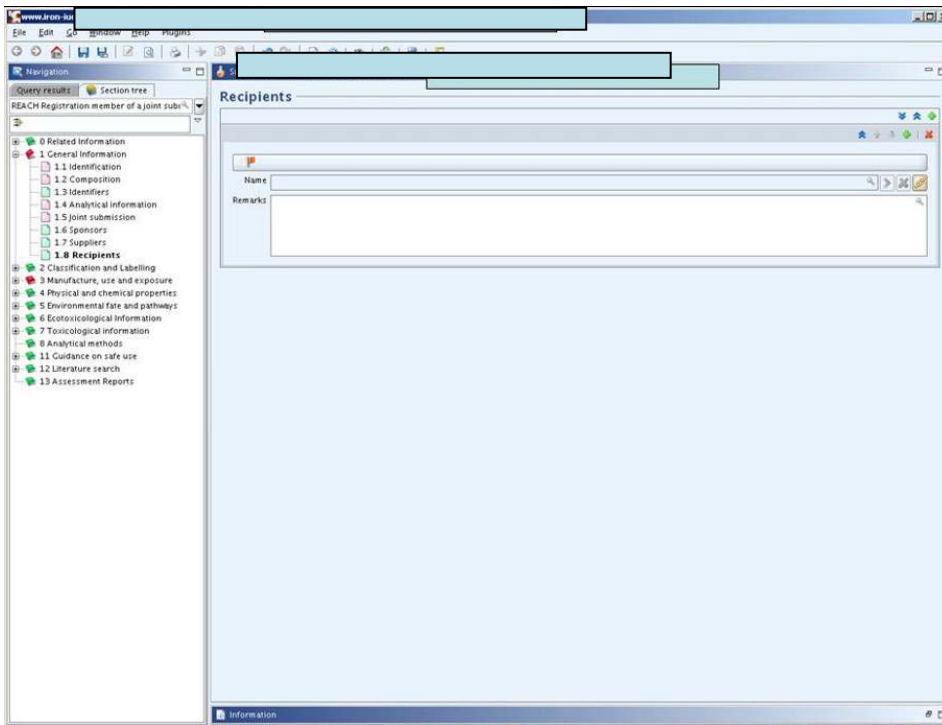 www.iron-iuc
File Edit Go Window Help Plugins
Navigation
Query results Section tree
REACH Registration member of a joint subr
0 Related Information
1 General Information
1.1 Identification
1.2 Composition
1.3 Identifiers
1.4 Analytical information
1.5 Joint submission
1.6 Sponsors
1.7 Suppliers
1.8 Recipients
2 Classification and Labelling
3 Manufacture, use and exposure
4 Physical and chemical properties
5 Environmental fate and pathways
6 Ecotoxicological Information
7 Toxicological information
8 Analytical methods
11 Guidance on safe use
12 Literature search
13 Assessment Reports
Recipients
Name
Remarks
Information